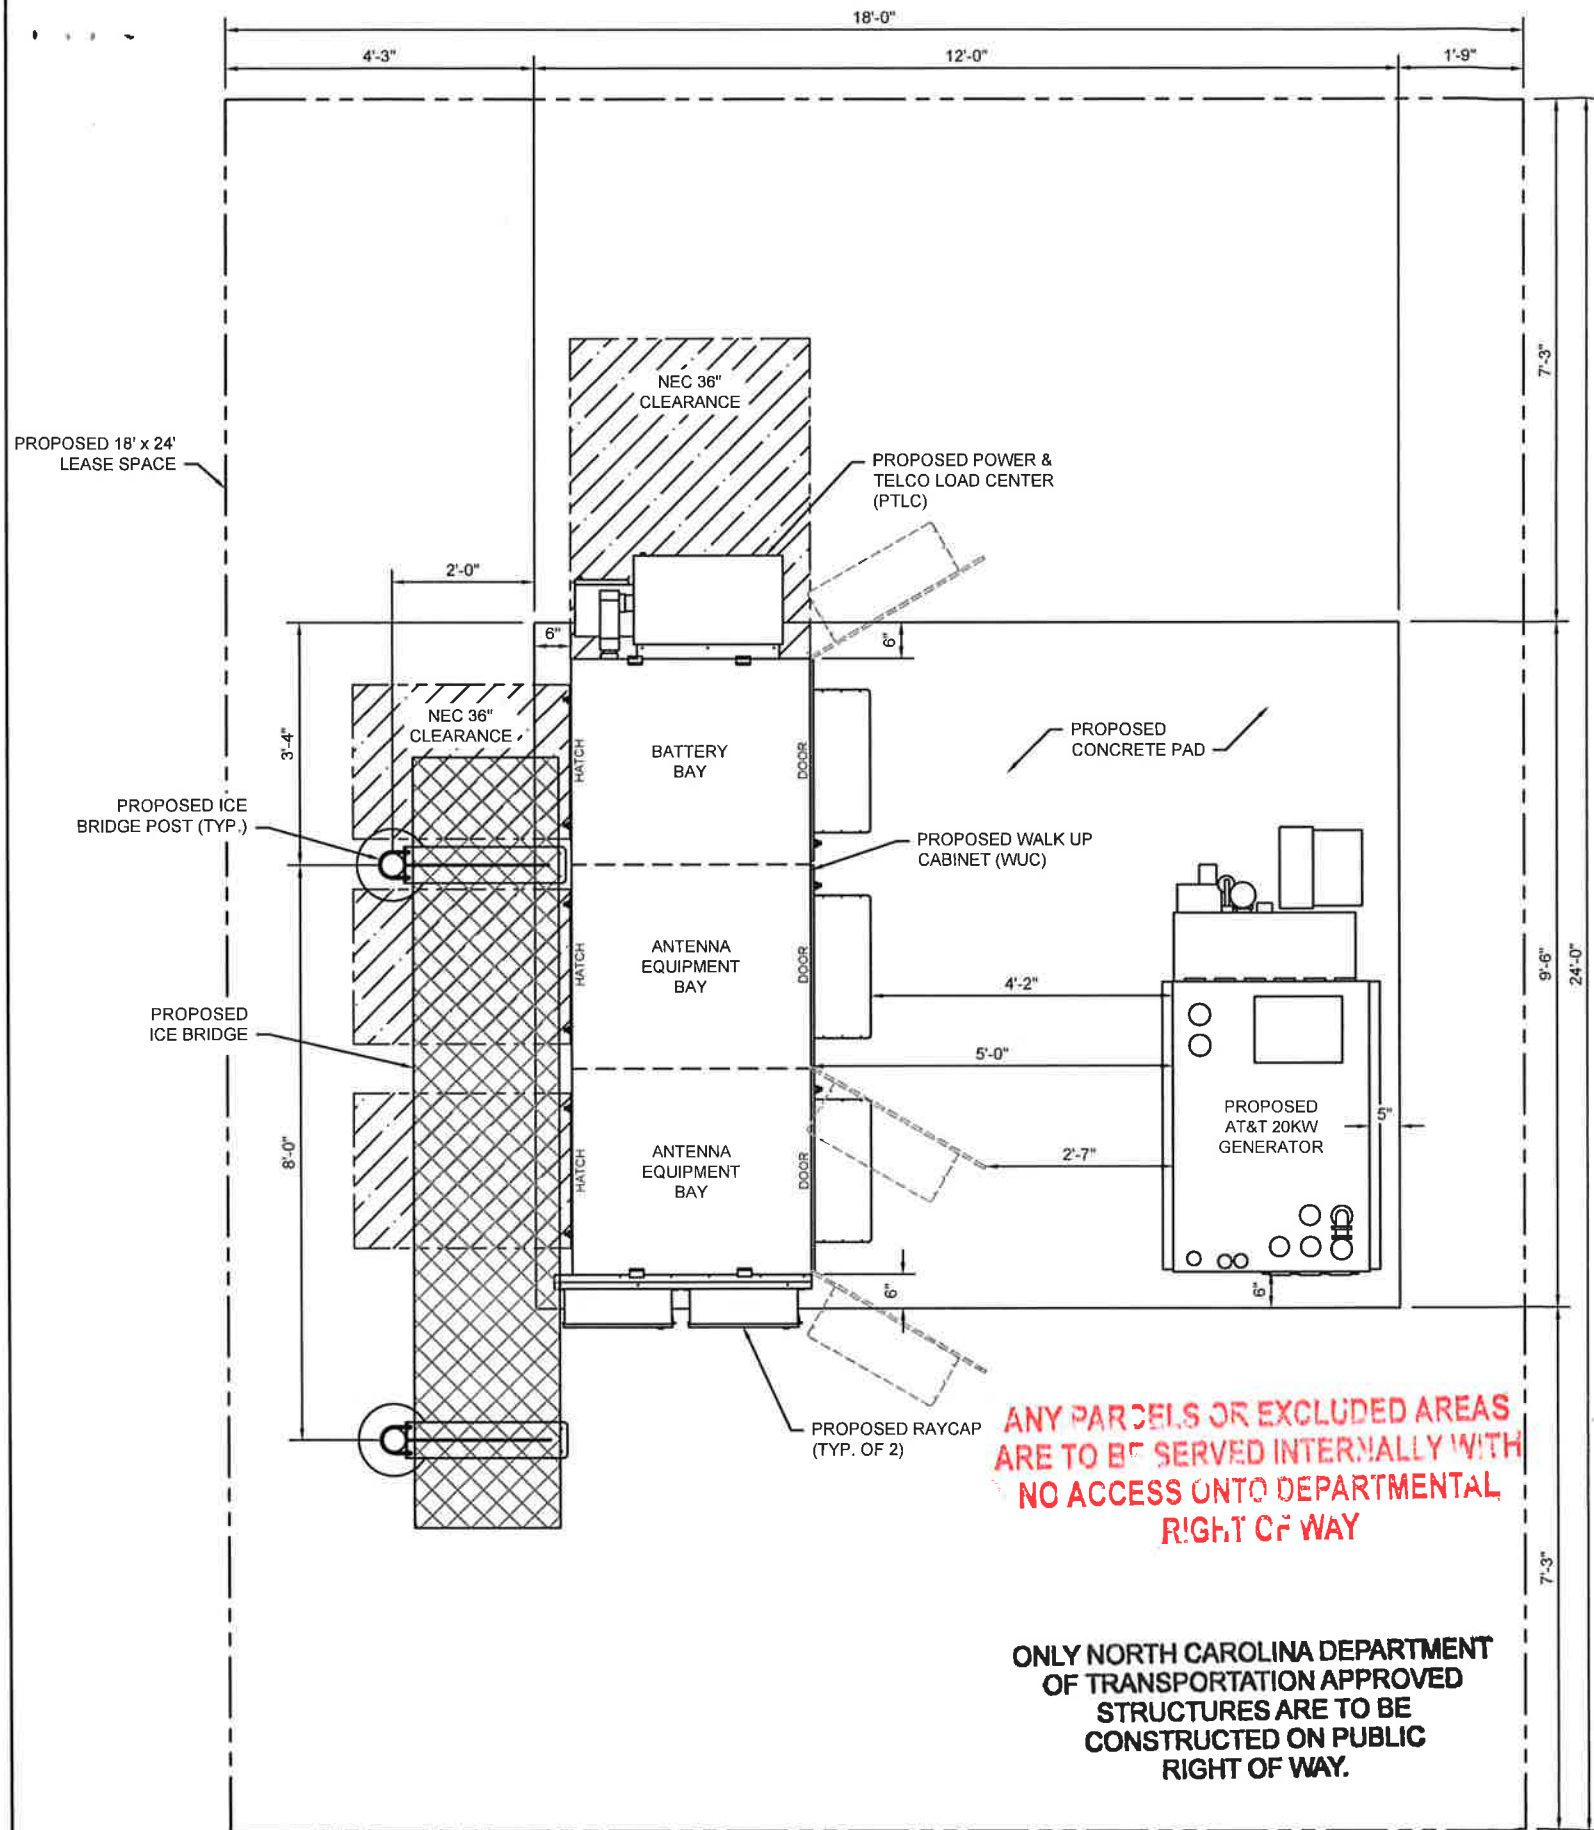 18'-0"
4'-3"
12'-0"
1'-9"
NEC 36"
CLEARANCE
7'-3"
PROPOSED 18' x 24'
LEASE SPACE
PROPOSED POWER &
TELCO LOAD CENTER
(PTLC)
2'-0"
6"
6"
NEC 36"
CLEARANCE
3'-4"
HATCH
BATTERY
BAY
DOOR
PROPOSED
CONCRETE PAD
PROPOSED ICE
BRIDGE POST (TYP.)
PROPOSED WALK UP
CABINET (WUC)
HATCH
ANTENNA
EQUIPMENT
BAY
DOOR
4'-2"
9'-6"
24'-0"
PROPOSED
ICE BRIDGE
5'-0"
8'-0"
HATCH
ANTENNA
EQUIPMENT
BAY
DOOR
2'-7"
PROPOSED
AT&T 20KW
GENERATOR
5"
6"
6"
PROPOSED RAYCAP
(TYP. OF 2)
ANY PARCELS OR EXCLUDED AREAS
ARE TO BE SERVED INTERNALLY WITH
NO ACCESS ONTO DEPARTMENTAL
RIGHT OF WAY
7'-3"
ONLY NORTH CAROLINA DEPARTMENT
OF TRANSPORTATION APPROVED
STRUCTURES ARE TO BE
CONSTRUCTED ON PUBLIC
RIGHT OF WAY.